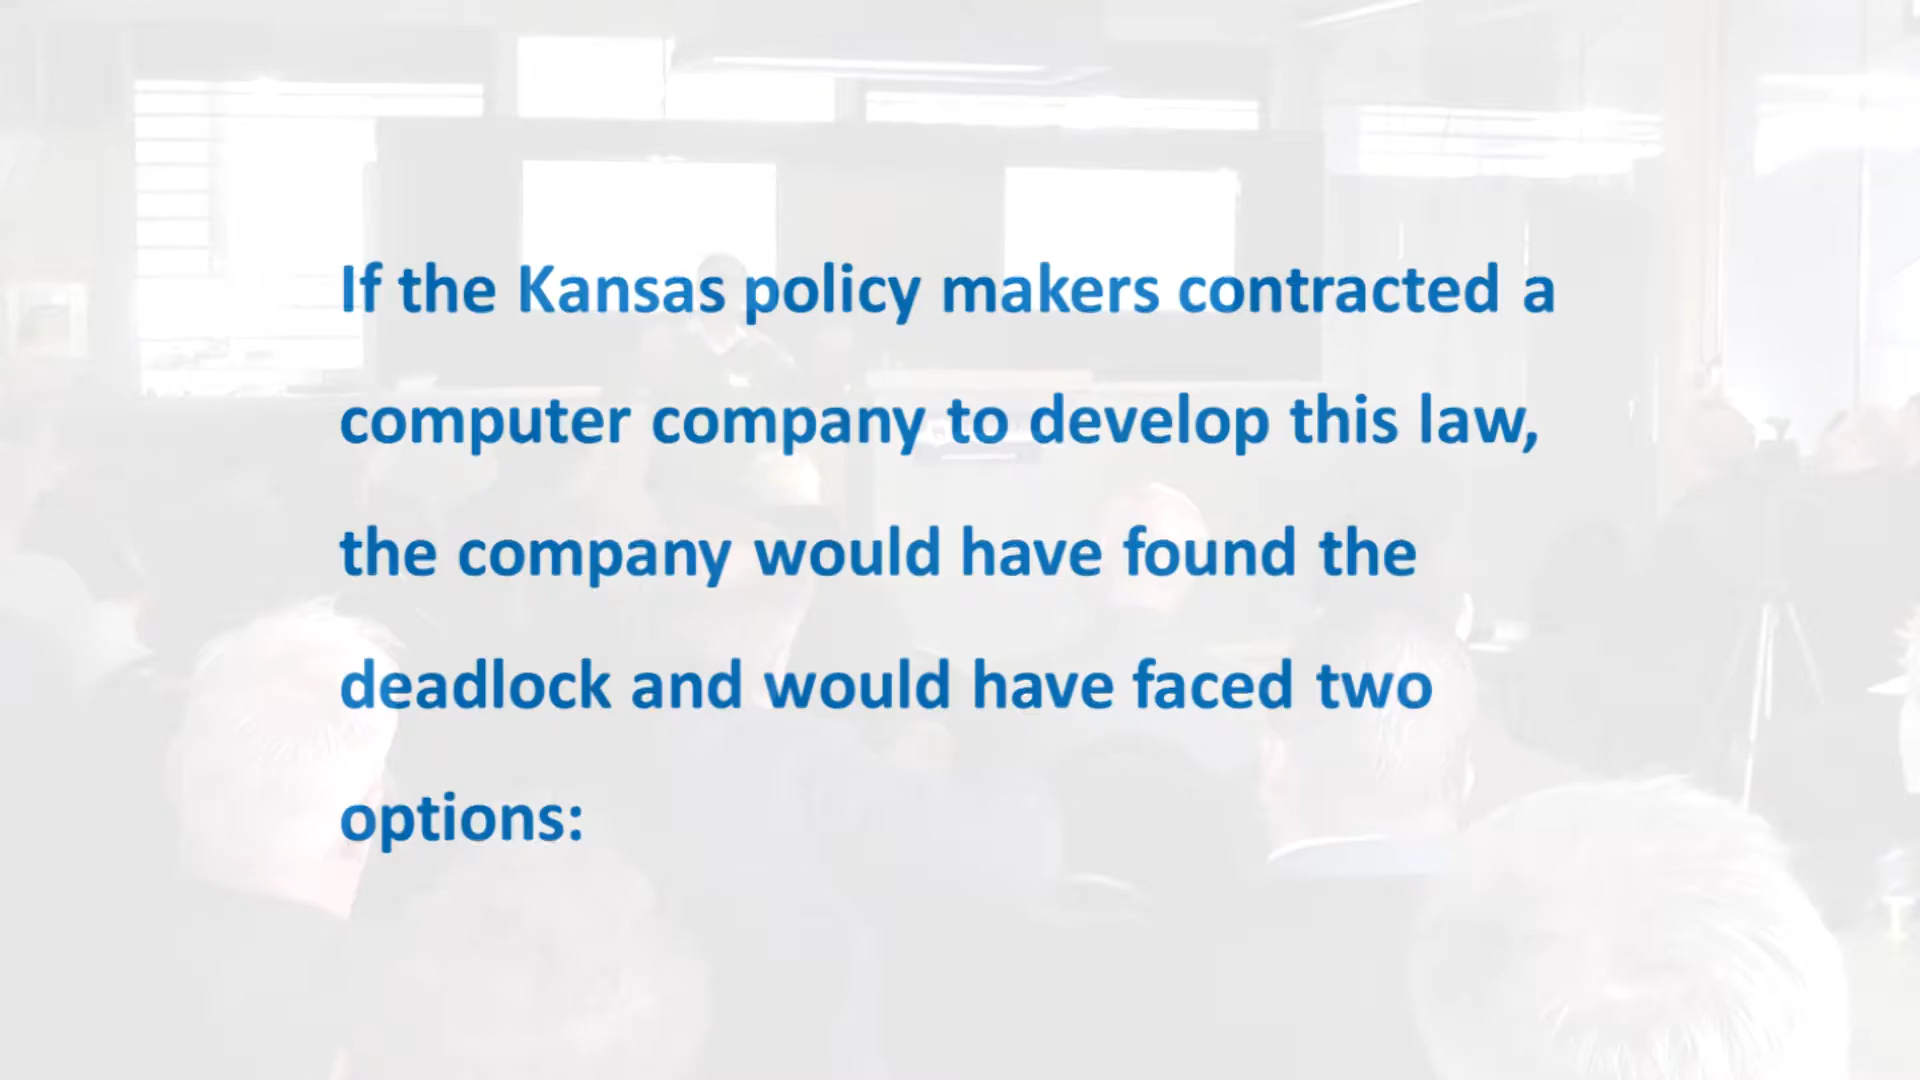 If the Kansas policy makers contracted a
computer company to develop this law,
the company would have found the
deadlock and would have faced two
options: